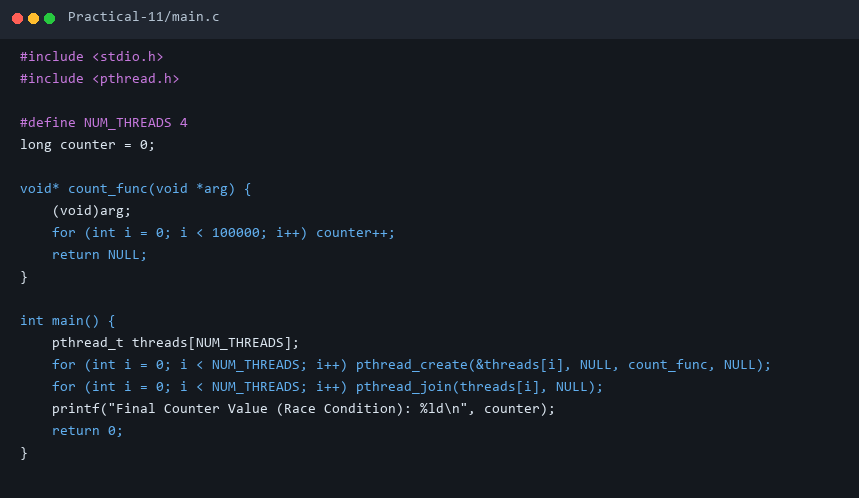 Practical-11/main.c
#include <stdio.h>
#include <pthread.h>
#define NUM_THREADS 4
long counter = 0;
void* count_func(void *arg) {
    (void)arg;
    for (int i = 0; i < 100000; i++) counter++;
    return NULL;
}
int main() {
    pthread_t threads[NUM_THREADS];
    for (int i = 0; i < NUM_THREADS; i++) pthread_create(&threads[i], NULL, count_func, NULL);
    for (int i = 0; i < NUM_THREADS; i++) pthread_join(threads[i], NULL);
    printf("Final Counter Value (Race Condition): %ld\n", counter);
    return 0;
}